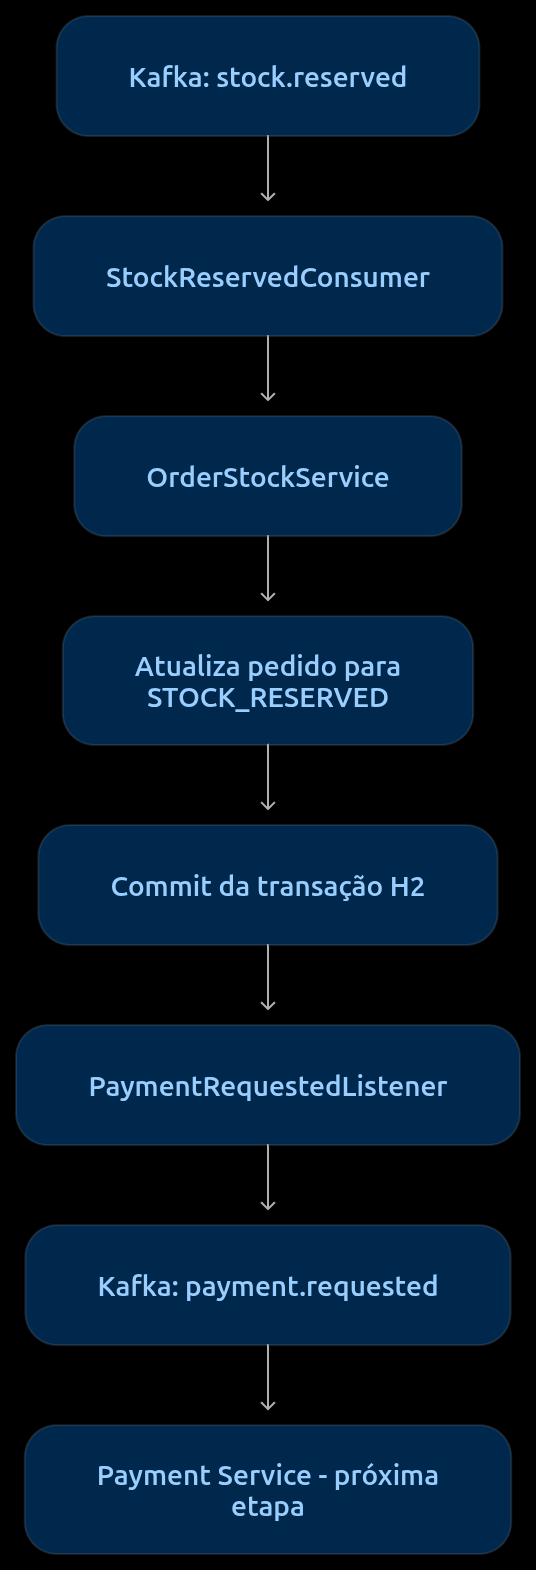 Kafka: stock.reserved
StockReservedConsumer
OrderStockService
Atualiza pedido para
STOCK_RESERVED
Commit da transação H2
PaymentRequestedListener
Kafka: payment.requested
Payment Service - próxima
etapa